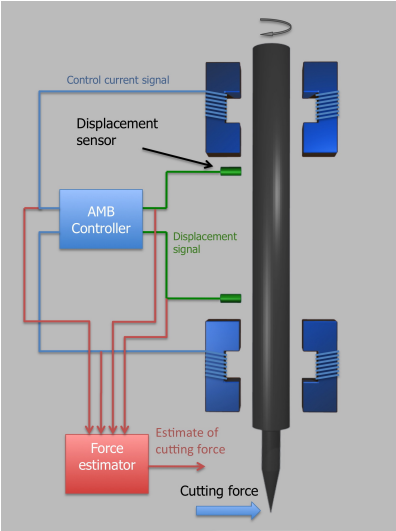 Control current signal
Displacement
sensor
AMB
Controller
Displacement
signal
Estimate of
cutting force
Force
estimator
Cutting force